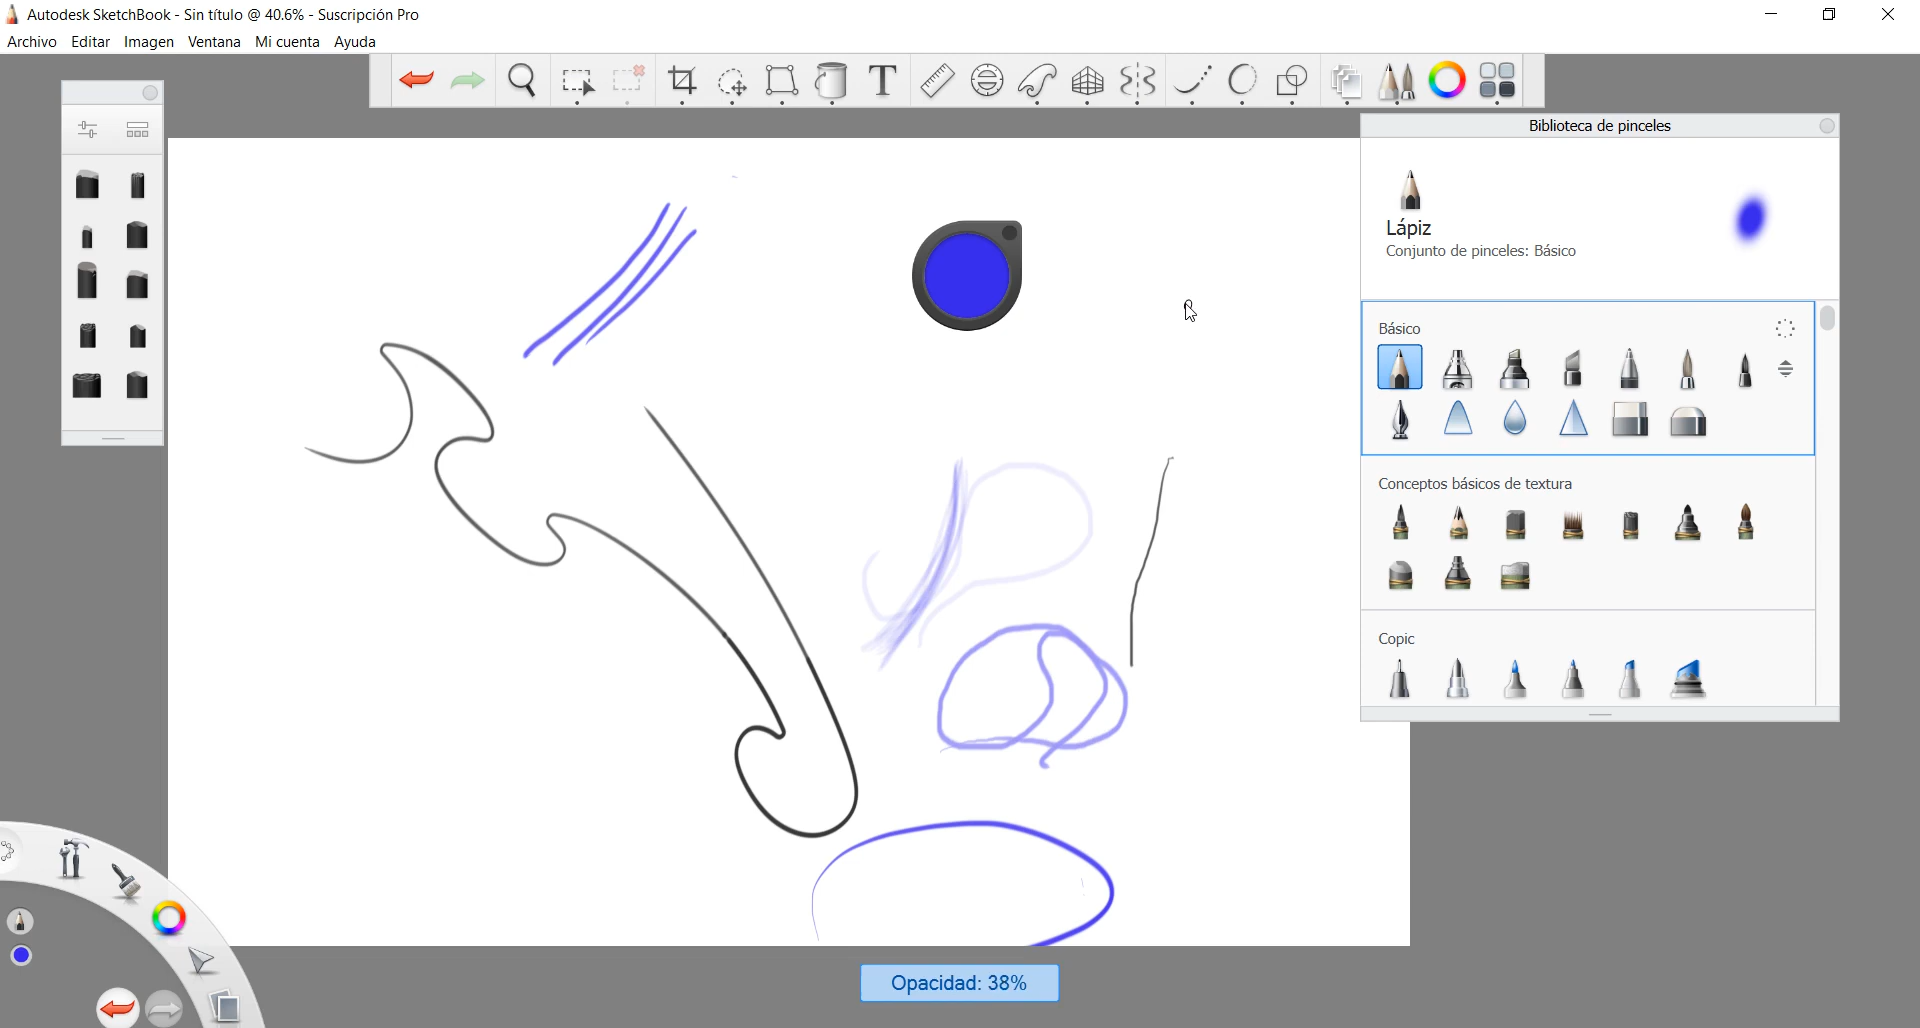 Autodesk SketchBook - Sin título @ 40.6% - Suscripción Pro
Archivo Editar Imagen Ventana Mi cuenta Ayuda
T
Biblioteca de pinceles
Lápiz
Conjunto de pinceles: Básico
Básico
Conceptos básicos de textura
Copic
Opacidad: 38%